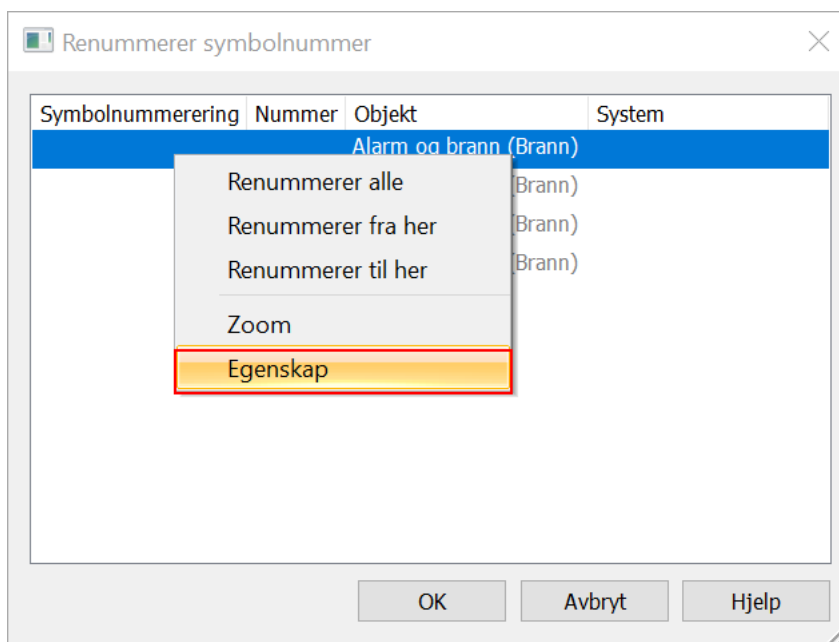 Renummerer symbolnummer
Symbolnummerering Nummer Objekt System
Alarm og brann (Brann)
Renummerer alle
(Brann)
Renummerer fra her
(Brann)
Renummerer til her
(Brann)
Zoom
Egenskap
OK Avbryt Hjelp